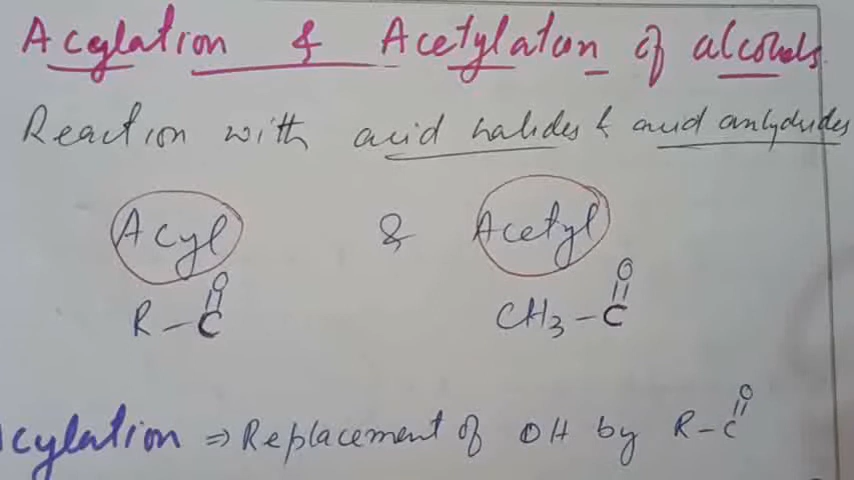 Acylation & Acetylation of alcohols.
Reaction with acid halides & acid anhydrides
Acyl & Acetyl
O O
R – C CH3 – C
O
cylation ⇒ Replacement of OH by R – C